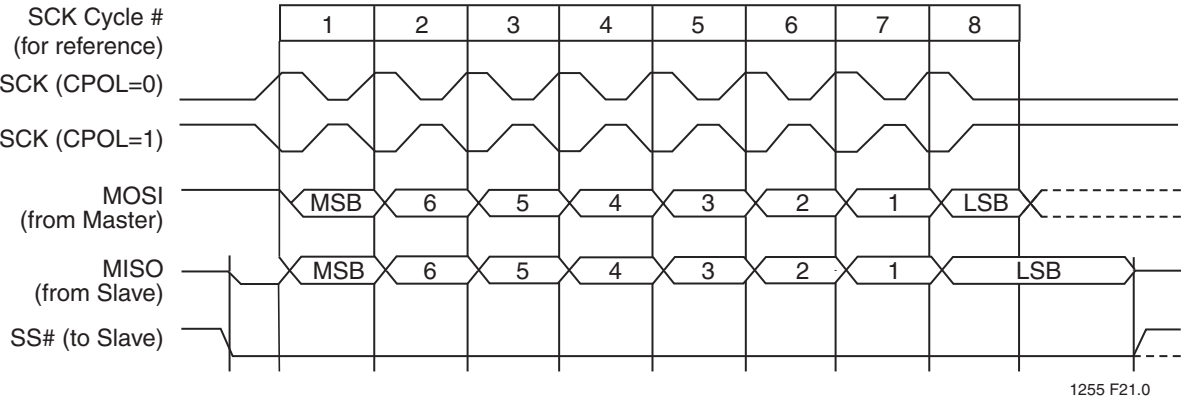 SCK Cycle #
(for reference)
1 2 3 4 5 6 7 8
SCK (CPOL=0)
SCK (CPOL=1)
MOSI
(from Master)
MSB 6 5 4 3 2 1 LSB
MISO
(from Slave)
MSB 6 5 4 3 2 1 LSB
SS# (to Slave)
1255 F21.0